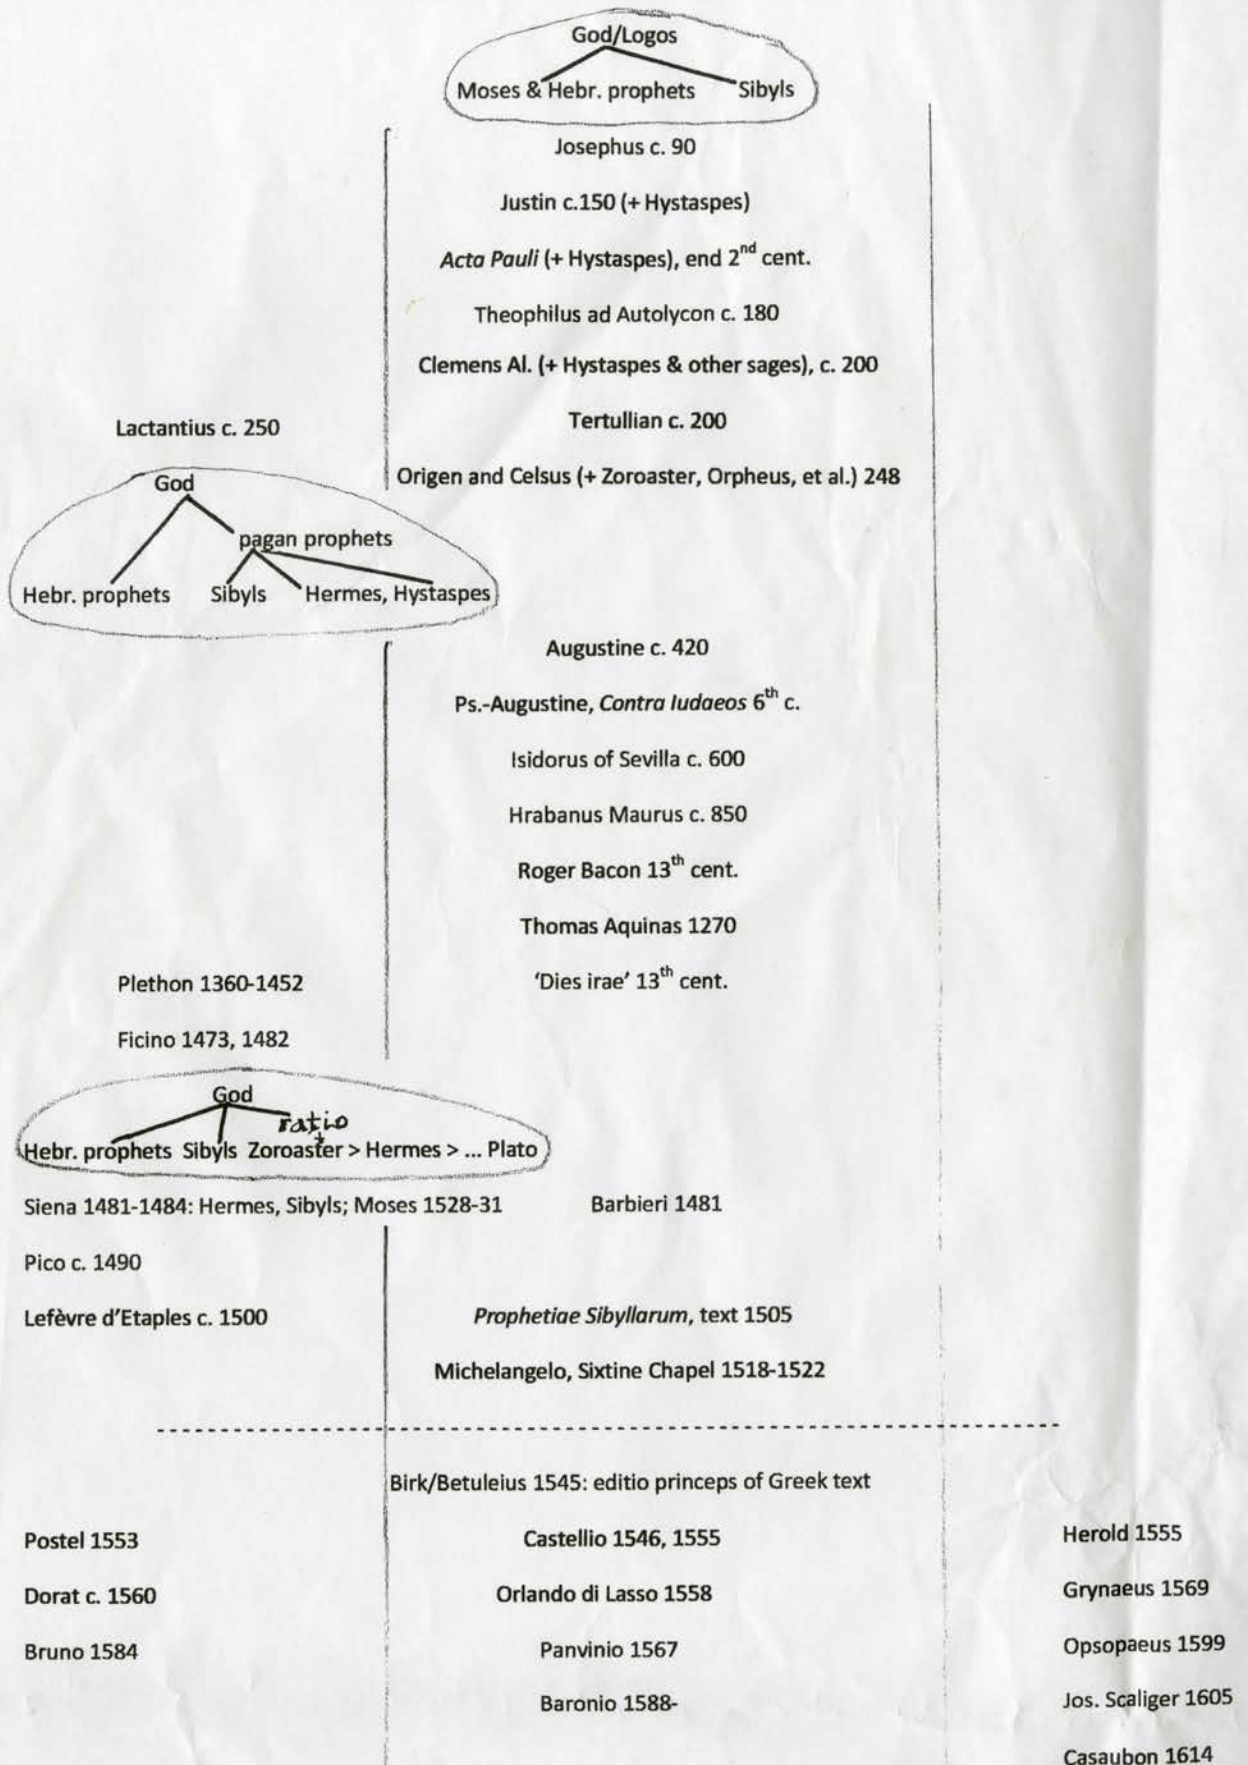 God/Logos
Moses & Hebr. prophets Sibyls
Josephus c. 90
Justin c.150 (+ Hystaspes)
Acta Pauli (+ Hystaspes), end 2nd cent.
Theophilus ad Autolycon c. 180
Clemens Al. (+ Hystaspes & other sages), c. 200
Lactantius c. 250
Tertullian c. 200
Origen and Celsus (+ Zoroaster, Orpheus, et al.) 248
God
pagan prophets
Hebr. prophets Sibyls Hermes, Hystaspes
Augustine c. 420
Ps.-Augustine, Contra Iudaeos 6th c.
Isidorus of Sevilla c. 600
Hrabanus Maurus c. 850
Roger Bacon 13th cent.
Thomas Aquinas 1270
Plethon 1360-1452
'Dies irae' 13th cent.
Ficino 1473, 1482
God
ratio
Hebr. prophets Sibyls Zoroaster > Hermes > ... Plato
Siena 1481-1484: Hermes, Sibyls; Moses 1528-31
Barbieri 1481
Pico c. 1490
Lefèvre d'Etaples c. 1500
Prophetiae Sibyllarum, text 1505
Michelangelo, Sixtine Chapel 1518-1522
Birk/Betuleius 1545: editio princeps of Greek text
Postel 1553
Castellio 1546, 1555
Herold 1555
Dorat c. 1560
Orlando di Lasso 1558
Grynaeus 1569
Bruno 1584
Panvinio 1567
Opsopaeus 1599
Baronio 1588-
Jos. Scaliger 1605
Casaubon 1614